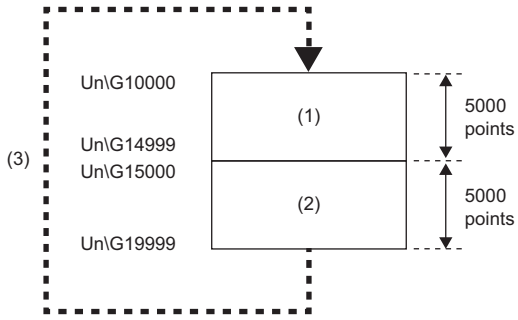 Un\G10000
(1)
5000
points
Un\G14999
(3)
Un\G15000
(2)
5000
points
Un\G19999